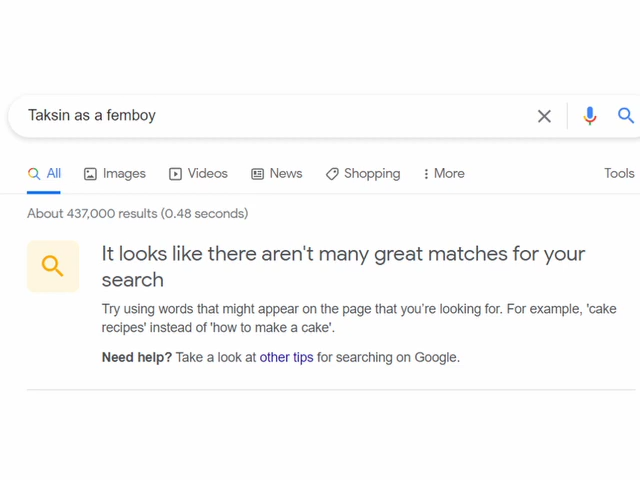 Taksin as a femboy
All Images Videos News Shopping More Tools
About 437,000 results (0.48 seconds)
It looks like there aren't many great matches for your
search
Try using words that might appear on the page that you're looking for. For example, 'cake
recipes' instead of 'how to make a cake'.
Need help? Take a look at other tips for searching on Google.